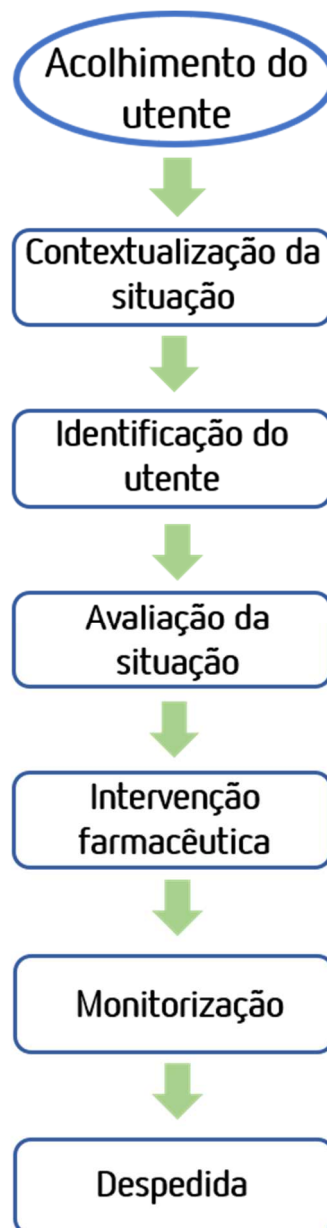 Acolhimento do
utente
Contextualização da
situação
Identificação do
utente
Avaliação da
situação
Intervenção
farmacêutica
Monitorização
Despedida